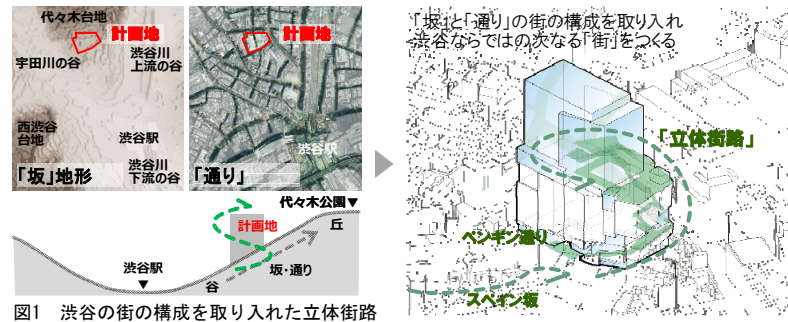 代々木台地
計画地
宇田川の谷
渋谷川
上流の谷
西渋谷
台地
渋谷駅
渋谷川
下流の谷
「坂」地形
計画地
渋谷駅
「通り」
代々木公園▼
計画地
丘
渋谷駅
▼
坂・通り
谷
図1 渋谷の街の構成を取り入れた立体街路
「坂」と「通り」の街の構成を取り入れ
渋谷ならではの次なる「街」をつくる
「立体街路」
ペンギン通り
スペイン坂